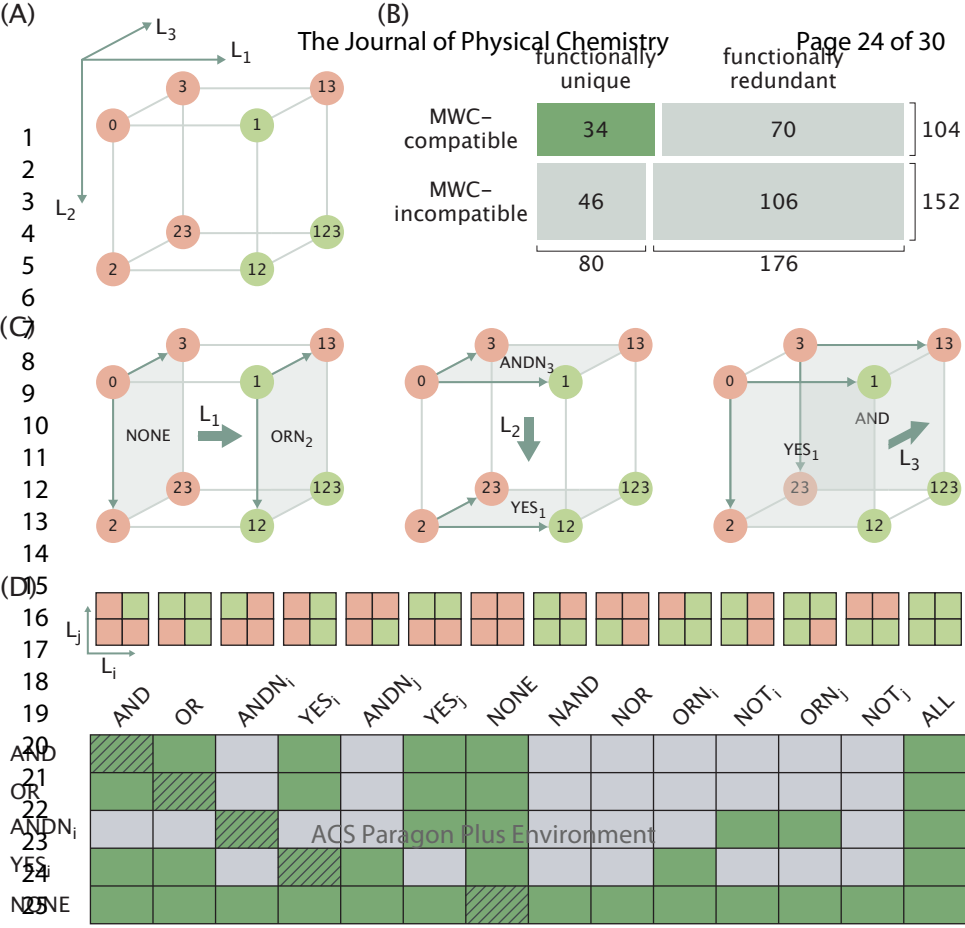 (A)
(B)
The Journal of Physical Chemistry
Page 24 of 30
L3
L1
L2
0
3
13
1
23
123
2
12
functionally unique
functionally redundant
MWC-compatible
34
70
104
MWC-incompatible
46
106
152
80
176
1
2
3
4
5
6
7
8
9
10
11
12
13
14
15
16
17
18
19
20
21
22
23
24
25
(C)
0
3
13
1
NONE
L1
ORN2
23
123
2
12
0
3
13
1
ANDN3
L2
23
123
YES1
2
12
0
3
13
1
AND
YES1
L3
23
123
2
12
(D)
Lj
Li
AND OR ANDNi YESi ANDNj YESj NONE NAND NOR ORNi NOTi ORNj NOTj ALL
AND
OR
ANDNi
YESi
NONE
ACS Paragon Plus Environment